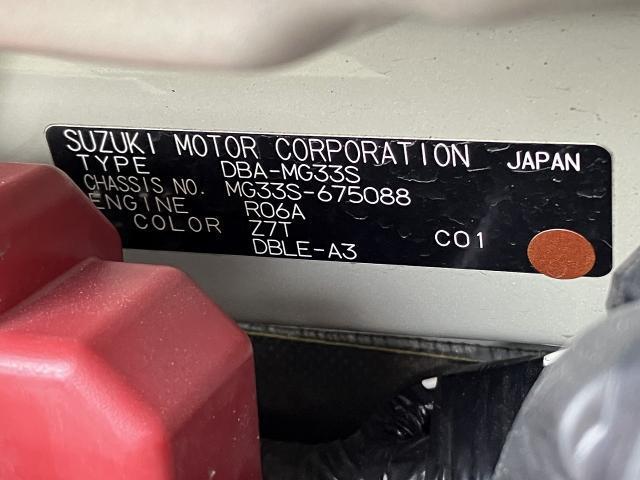 SUZUKI MOTOR CORPORATION JAPAN
TYPE DBA-MG33S
CHASSIS NO. MG33S-675088
ENGINE R06A
COLOR Z7T C01
DBLE-A3